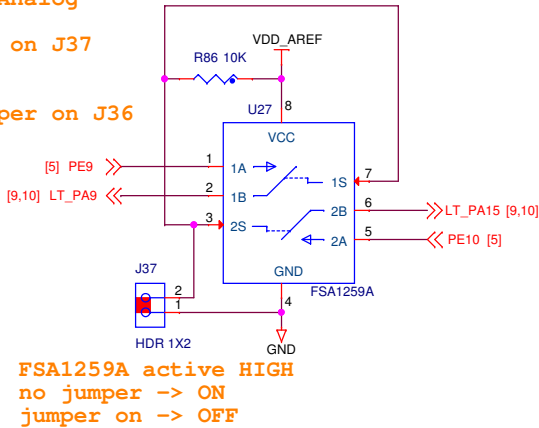 Analog
on J37
per on J36
VDD_AREF
R86 10K
U27
8
VCC
[5] PE9
1
1A
1S
7
[9,10] LT_PA9
2
1B
2B
6
LT_PA15 [9,10]
3
2S
2A
5
PE10 [5]
J37
2
1
GND
4
FSA1259A
HDR 1X2
GND
FSA1259A active HIGH
no jumper -> ON
jumper on -> OFF